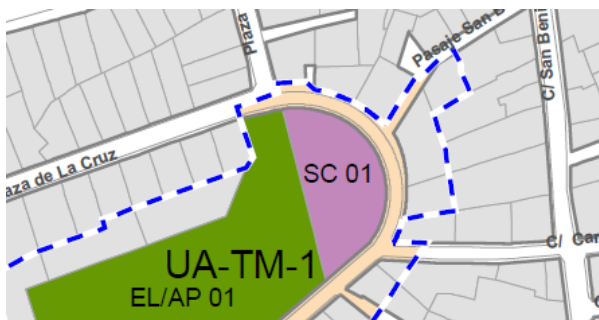 Plaza
Pasaje San B
C/ San Beni
aza de La Cruz
SC 01
UA-TM-1
EL/AP 01
C/ Car